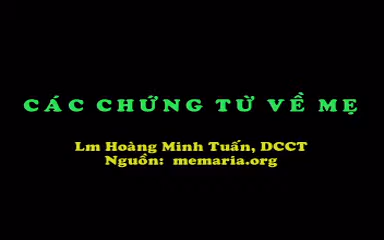 CÁC CHỨNG TỪ VỀ MẸ
Lm Hoàng Minh Tuấn, DCCT
Nguồn: memaria.org